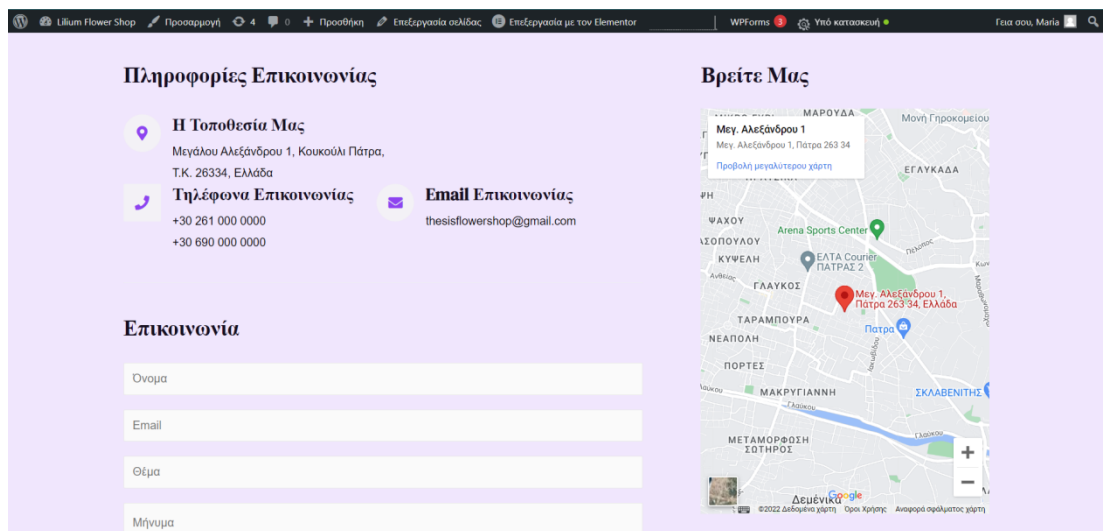 Lilium Flower Shop Προσαρμογή 4 0 Προσθήκη Επεξεργασία σελίδας Επεξεργασία με τον Elementor WPForms 3 Υπό κατασκευή Γεια σου, Maria
Πληροφορίες Επικοινωνίας
Η Τοποθεσία Μας
Μεγάλου Αλεξάνδρου 1, Κουκούλι Πάτρα,
Τ.Κ. 26334, Ελλάδα
Τηλέφωνα Επικοινωνίας
+30 261 000 0000
+30 690 000 0000
Email Επικοινωνίας
thesisflowershop@gmail.com
Επικοινωνία
Όνομα
Email
Θέμα
Μήνυμα
Βρείτε Μας
Μεγ. Αλεξάνδρου 1
Μεγ. Αλεξάνδρου 1, Πάτρα 263 34
Προβολή μεγαλύτερου χάρτη
ΜΑΡΟΥΔΑ
Μονή Γηροκομείου
ΕΓΛΥΚΑΔΑ
ΨΑΧΟΥ
Arena Sports Center
Πέλοπος
ΚΥΨΕΛΗ
ΕΛΤΑ Courier
ΠΑΤΡΑΣ 2
Ανθείας
ΓΛΑΥΚΟΣ
Μεγ. Αλεξάνδρου 1,
Πάτρα 263 34, Ελλάδα
ΤΑΡΑΜΠΟΥΡΑ
Πατρα
ΝΕΑΠΟΛΗ
ΠΟΡΤΕΣ
ΜΑΚΡΥΓΙΑΝΝΗ
ΣΚΛΑΒΕΝΙΤΗΣ
Γλαύκου
Γλαύκου
ΜΕΤΑΜΟΡΦΩΣΗ
ΣΩΤΗΡΟΣ
Δεμένικα
Google
©2022 Δεδομένα χάρτη Όροι Χρήσης Αναφορά σφάλματος χάρτη